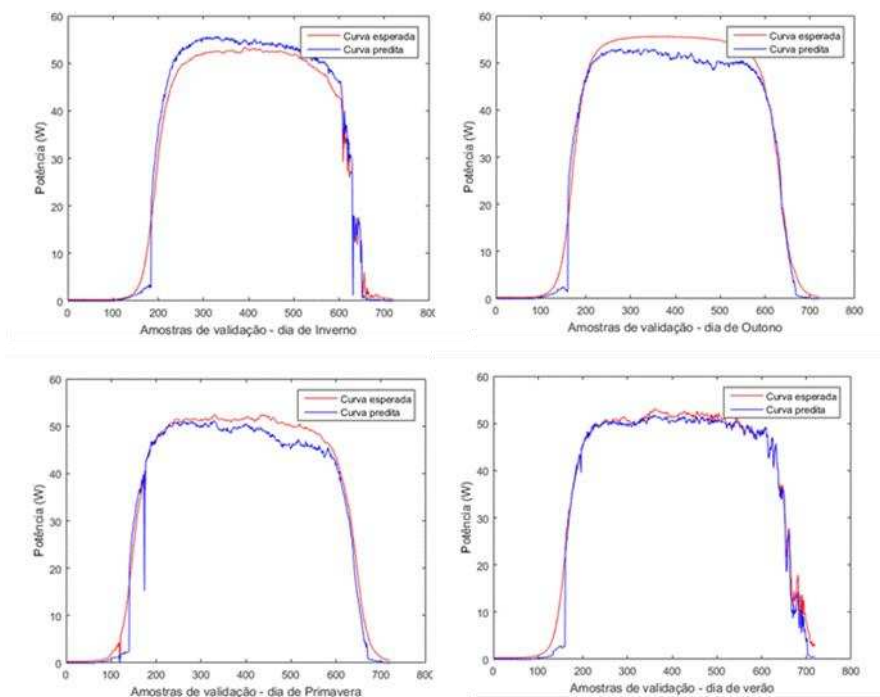 60
50
40
30
20
10
0
Potência (W)
Curva esperada
Curva predita
0 100 200 300 400 500 600 700 800
Amostras de validação - dia de Inverno
60
50
40
30
20
10
0
Potência (W)
Curva esperada
Curva predita
0 100 200 300 400 500 600 700 800
Amostras de validação - dia de Outono
60
50
40
30
20
10
0
Potência (W)
Curva esperada
Curva predita
0 100 200 300 400 500 600 700 800
Amostras de validação - dia de Primavera
60
50
40
30
20
10
0
Potência (W)
Curva esperada
Curva predita
0 100 200 300 400 500 600 700 800
Amostras de validação - dia de verão